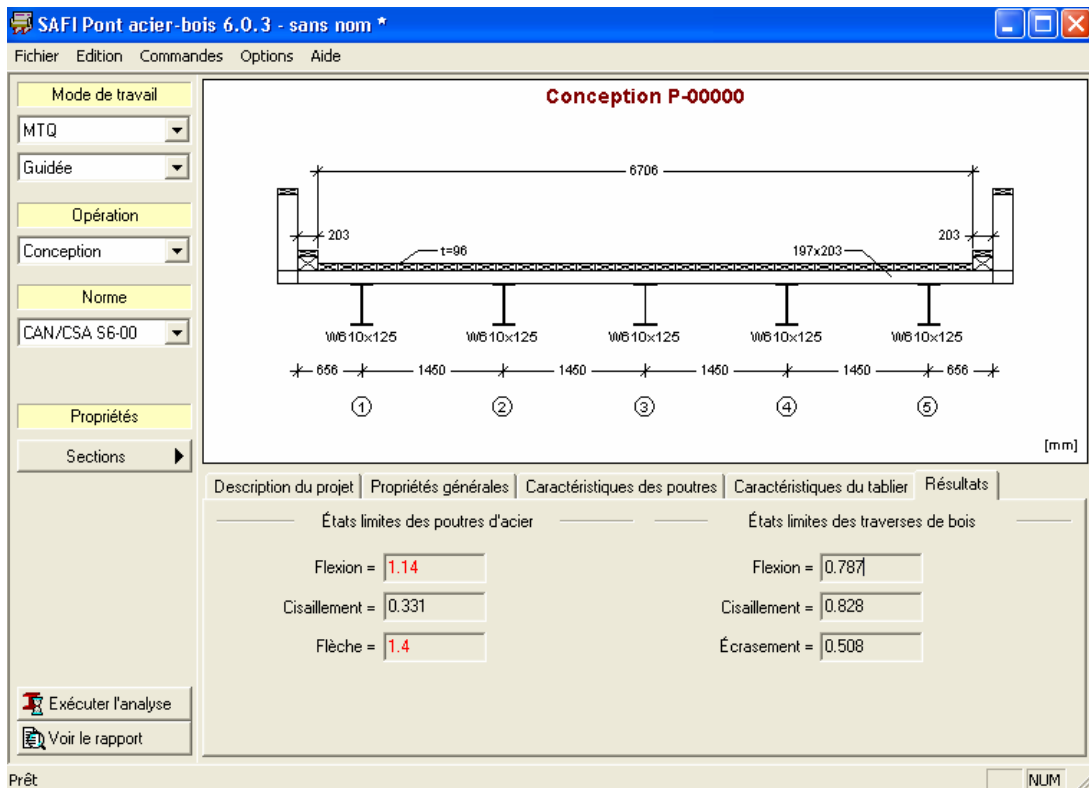 SAFI Pont acier-bois 6.0.3 - sans nom *
Fichier Edition Commandes Options Aide
Mode de travail
MTQ
Guidée
Opération
Conception
Norme
CAN/CSA S6-00
Propriétés
Sections
Exécuter l'analyse
Voir le rapport
Conception P-00000
6706
203
t=96
197x203
203
W610x125 W610x125 W610x125 W610x125 W610x125
656 1450 1450 1450 1450 656
1 2 3 4 5
[mm]
Description du projet Propriétés générales Caractéristiques des poutres Caractéristiques du tablier Résultats
États limites des poutres d'acier États limites des traverses de bois
Flexion = 1.14 Flexion = 0.787
Cisaillement = 0.331 Cisaillement = 0.828
Flèche = 1.4 Écrasement = 0.508
Prêt NUM